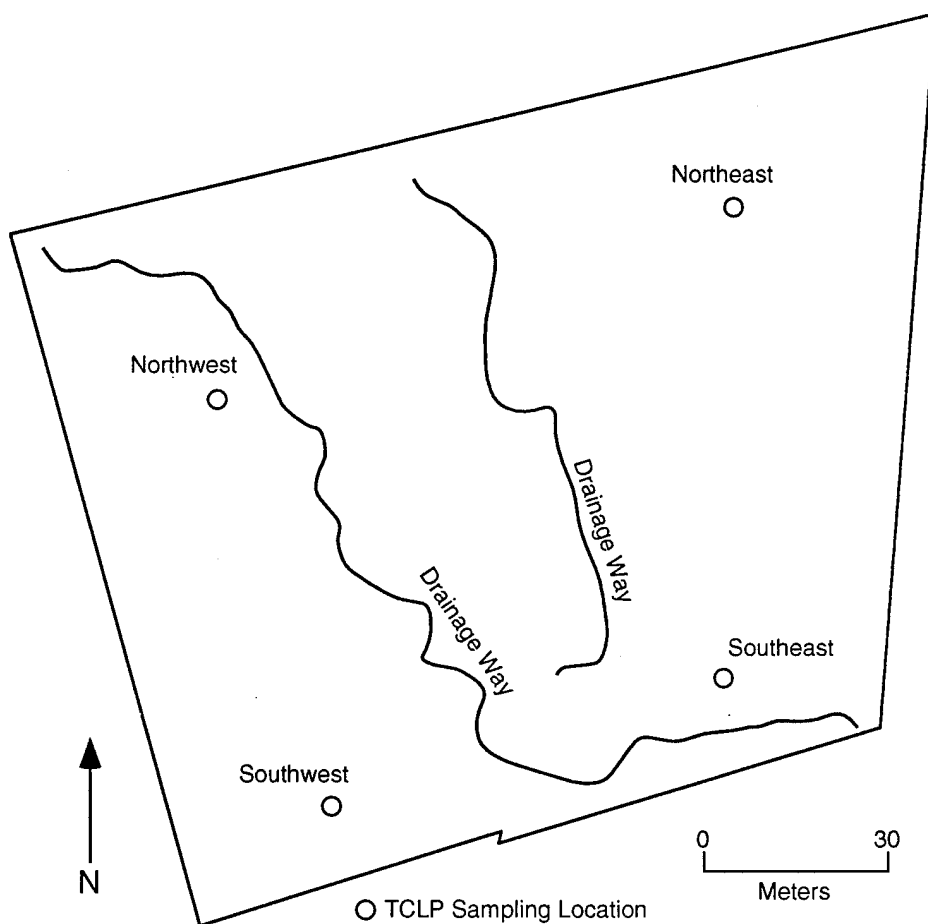 Northeast
Northwest
Drainage Way
Drainage Way
Southeast
Southwest
N
0 30
Meters
TCLP Sampling Location